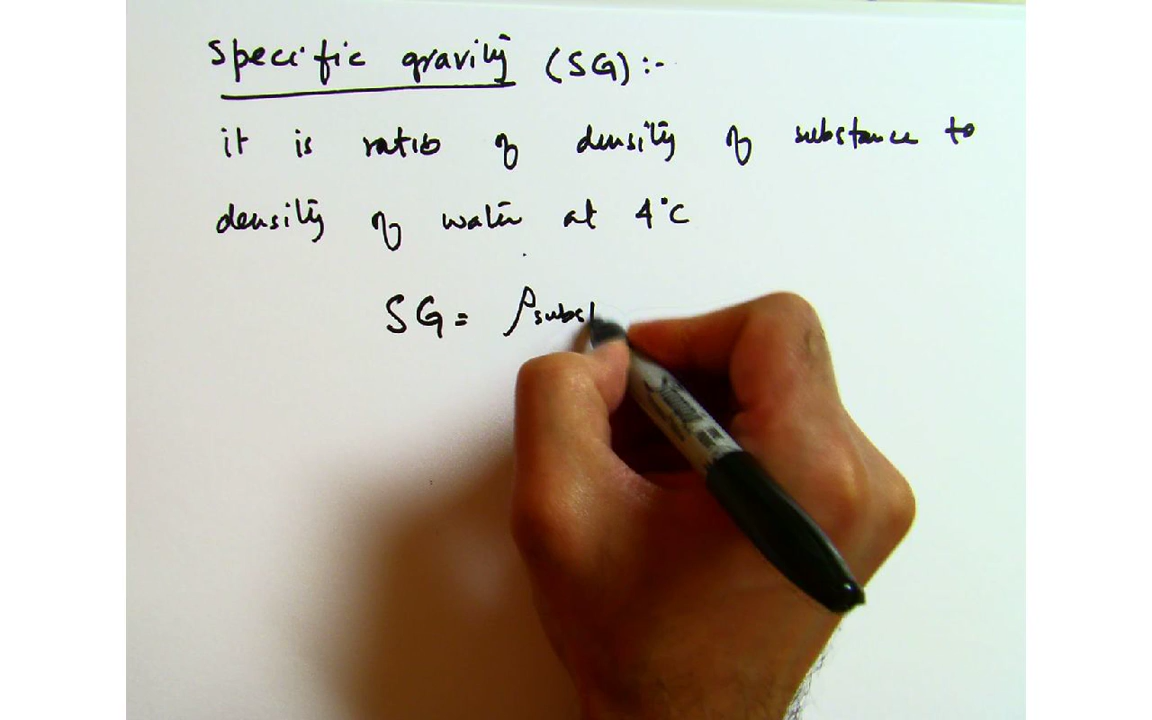 Specific gravity (SG):-
it is ratio of density of substance to
density of water at 4°C
SG = ρsubst